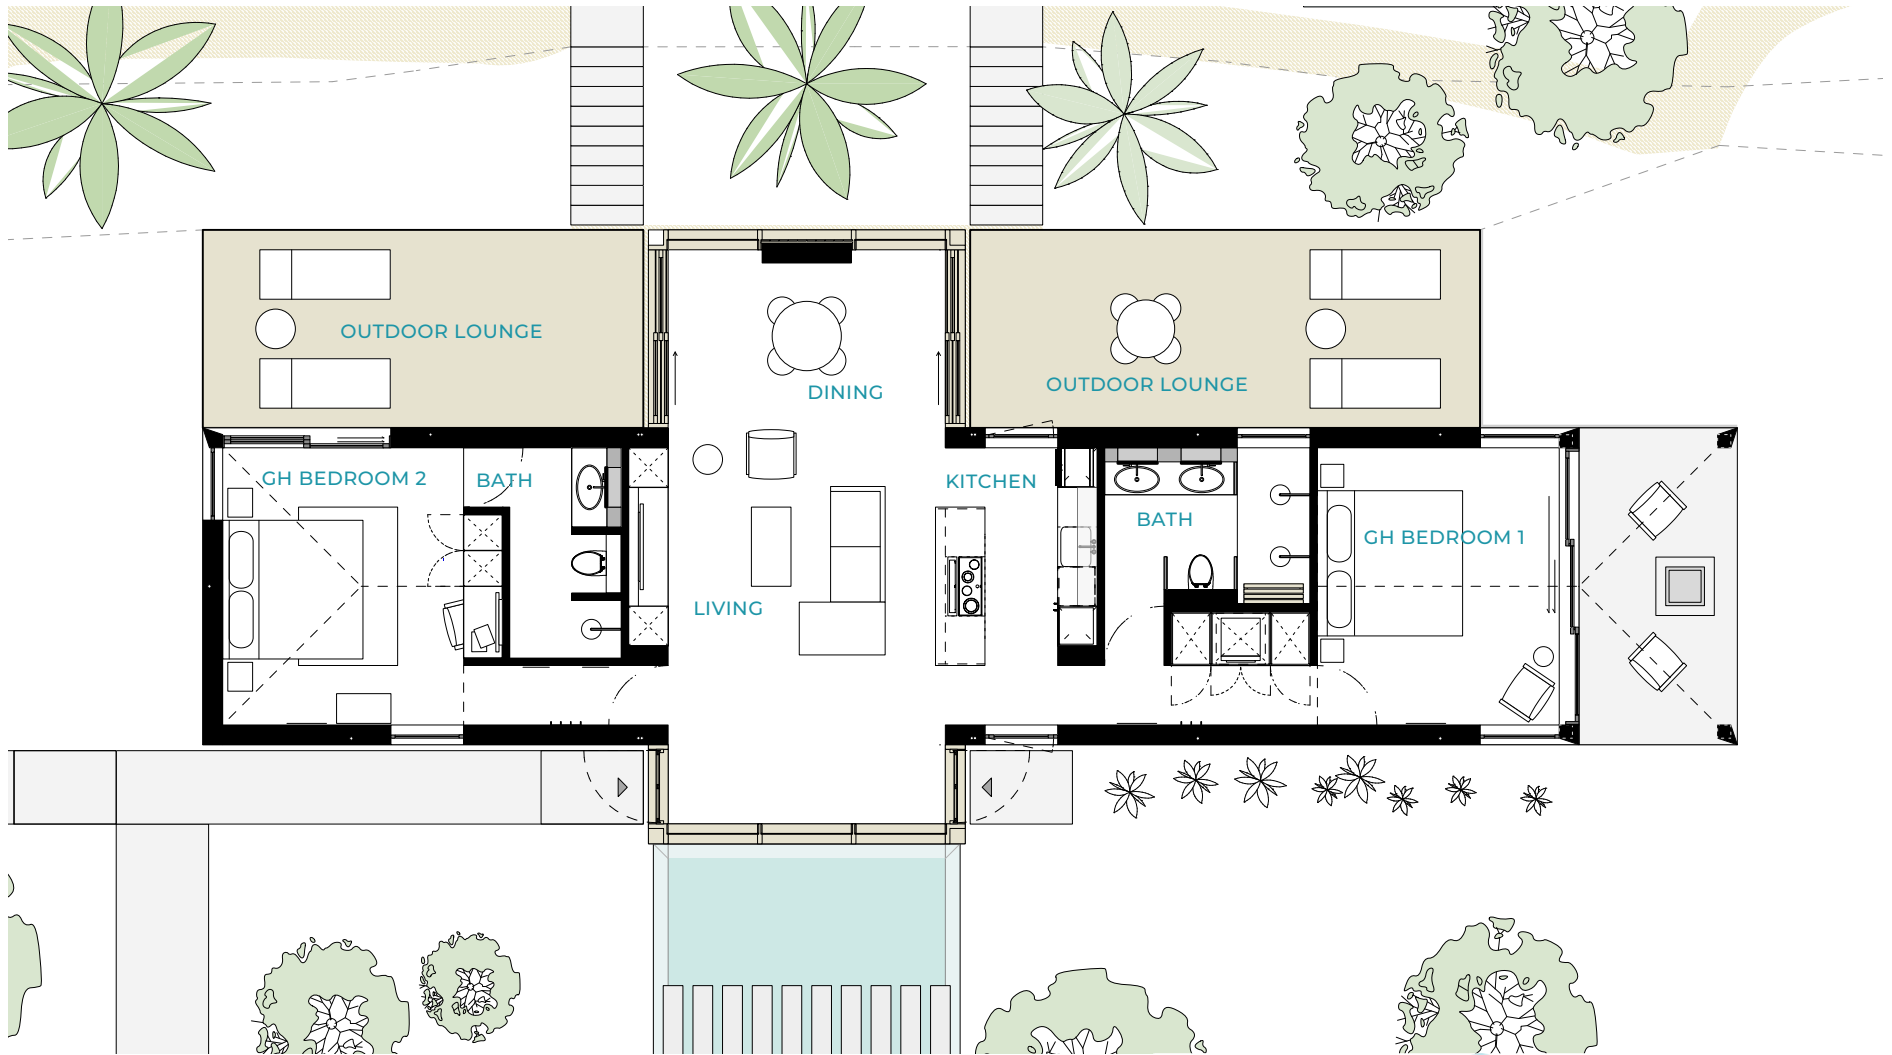 OUTDOOR LOUNGE
DINING
OUTDOOR LOUNGE
GH BEDROOM 2
BATH
KITCHEN
BATH
GH BEDROOM 1
LIVING